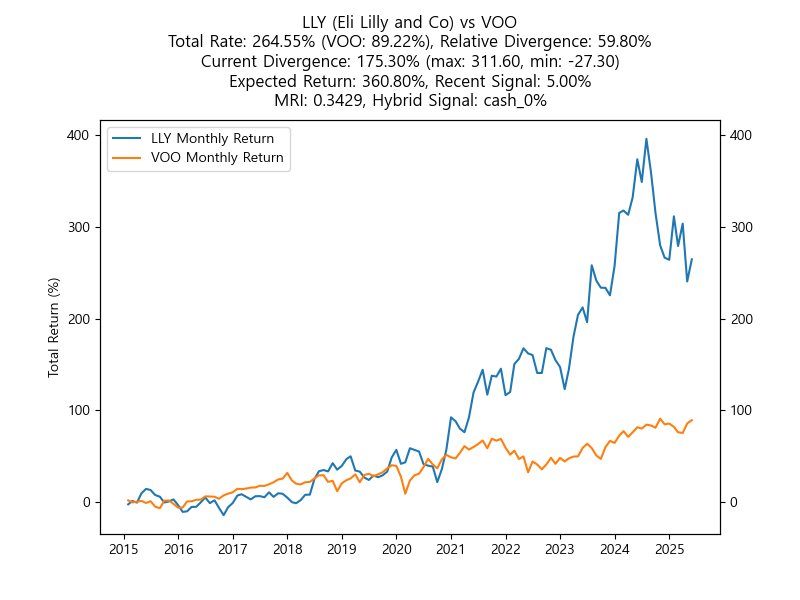 LLY (Eli Lilly and Co) vs VOO
Total Rate: 264.55% (VOO: 89.22%), Relative Divergence: 59.80%
Current Divergence: 175.30% (max: 311.60, min: -27.30)
Expected Return: 360.80%, Recent Signal: 5.00%
MRI: 0.3429, Hybrid Signal: cash_0%
LLY Monthly Return
VOO Monthly Return
Total Return (%)
400
300
200
100
0
400
300
200
100
0
2015 2016 2017 2018 2019 2020 2021 2022 2023 2024 2025